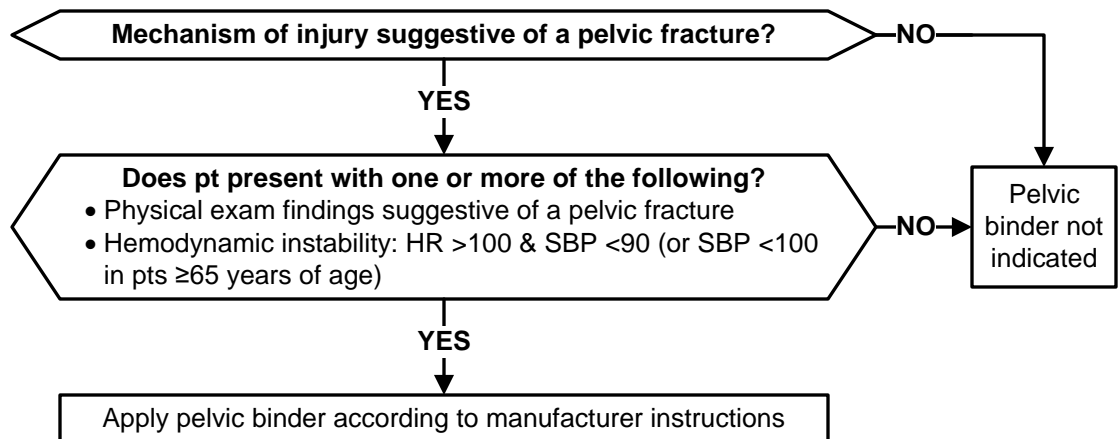 Mechanism of injury suggestive of a pelvic fracture?
NO
YES
Does pt present with one or more of the following?
• Physical exam findings suggestive of a pelvic fracture
• Hemodynamic instability: HR >100 & SBP <90 (or SBP <100
in pts ≥65 years of age)
NO
Pelvic
binder not
indicated
YES
Apply pelvic binder according to manufacturer instructions